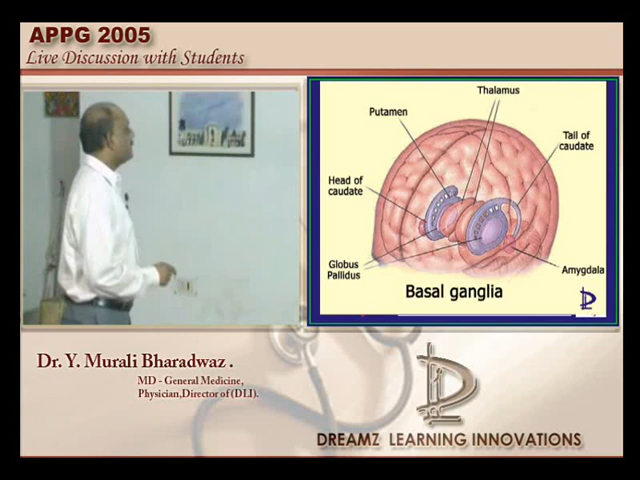 APPG 2005
Live Discussion with Students
Thalamus
Putamen
Tail of
caudate
Head of
caudate
Globus
Pallidus
Amygdala
Basal ganglia
Dr. Y. Murali Bharadwaz .
MD - General Medicine,
Physician,Director of (DLI).
DREAMZ LEARNING INNOVATIONS